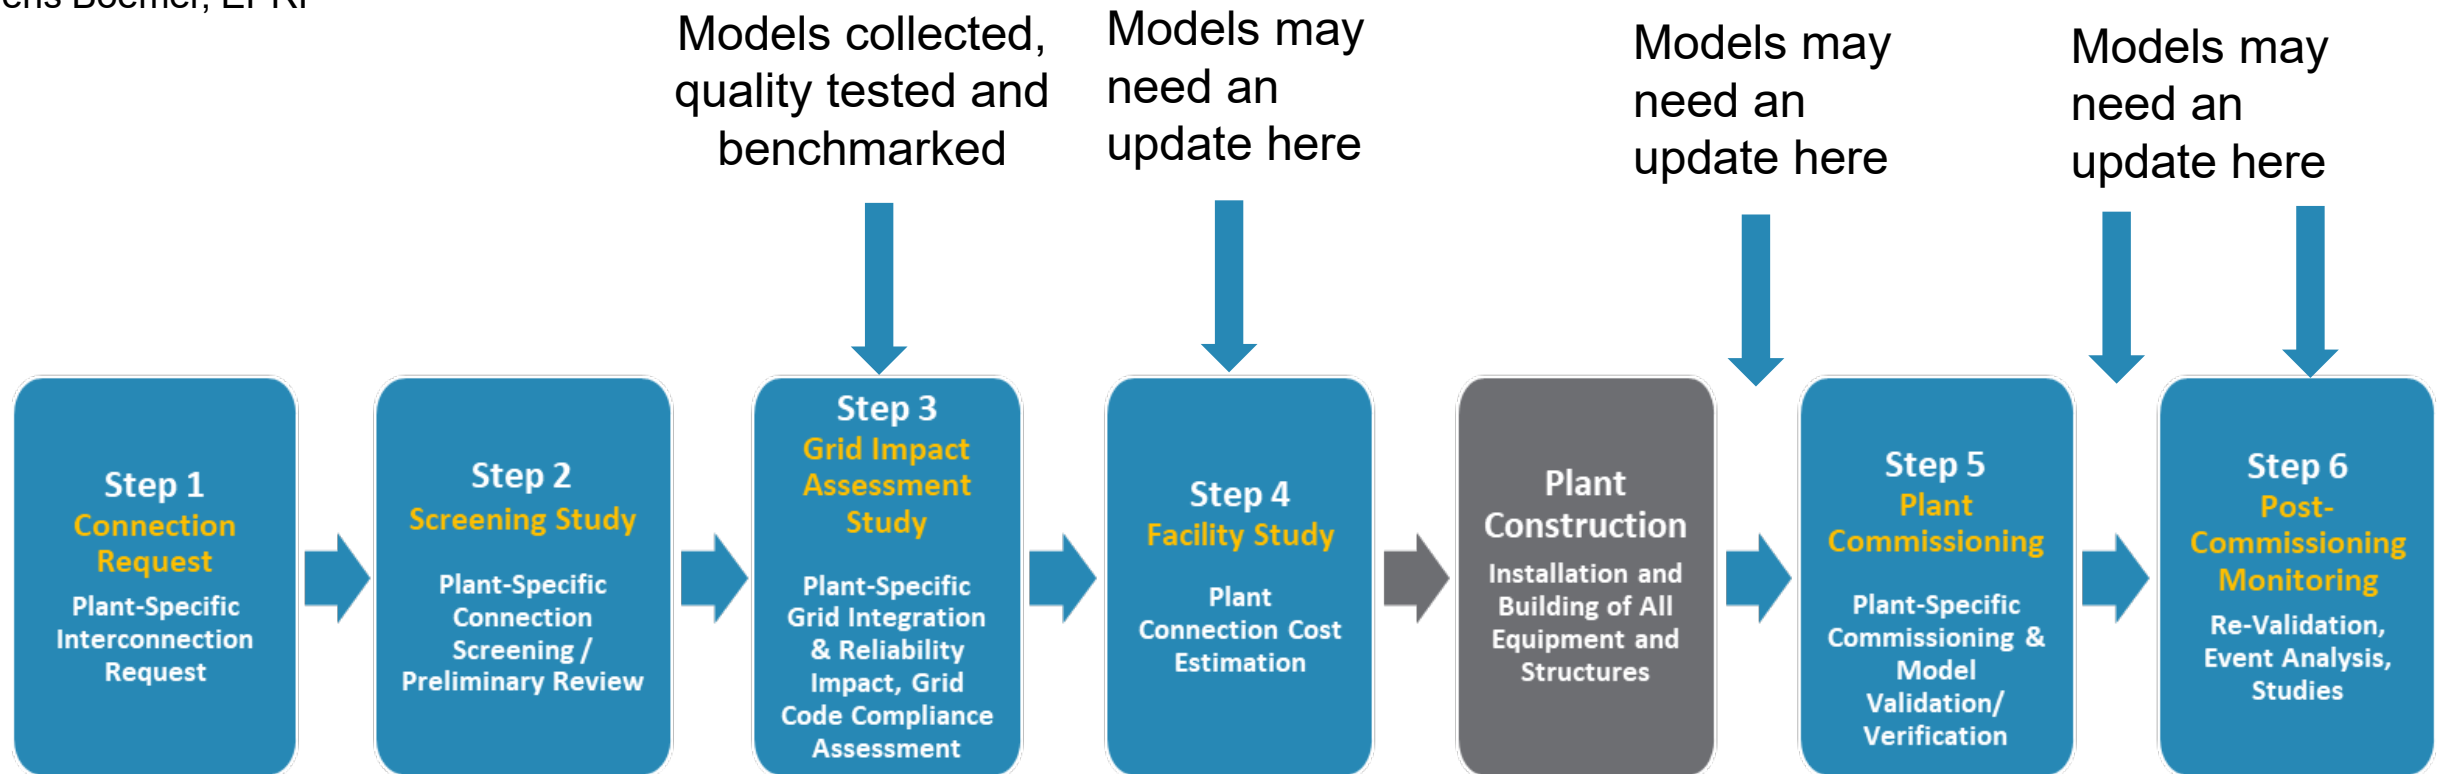 Models collected,
quality tested and
benchmarked
Models may
need an
update here
Models may
need an
update here
Models may
need an
update here
Step 1
Connection
Request
Plant-Specific
Interconnection
Request
Step 2
Screening Study
Plant-Specific
Connection
Screening /
Preliminary Review
Step 3
Grid Impact
Assessment
Study
Plant-Specific
Grid Integration
& Reliability
Impact, Grid
Code Compliance
Assessment
Step 4
Facility Study
Plant
Connection Cost
Estimation
Plant
Construction
Installation and
Building of All
Equipment and
Structures
Step 5
Plant
Commissioning
Plant-Specific
Commissioning &
Model
Validation/
Verification
Step 6
Post-
Commissioning
Monitoring
Re-Validation,
Event Analysis,
Studies